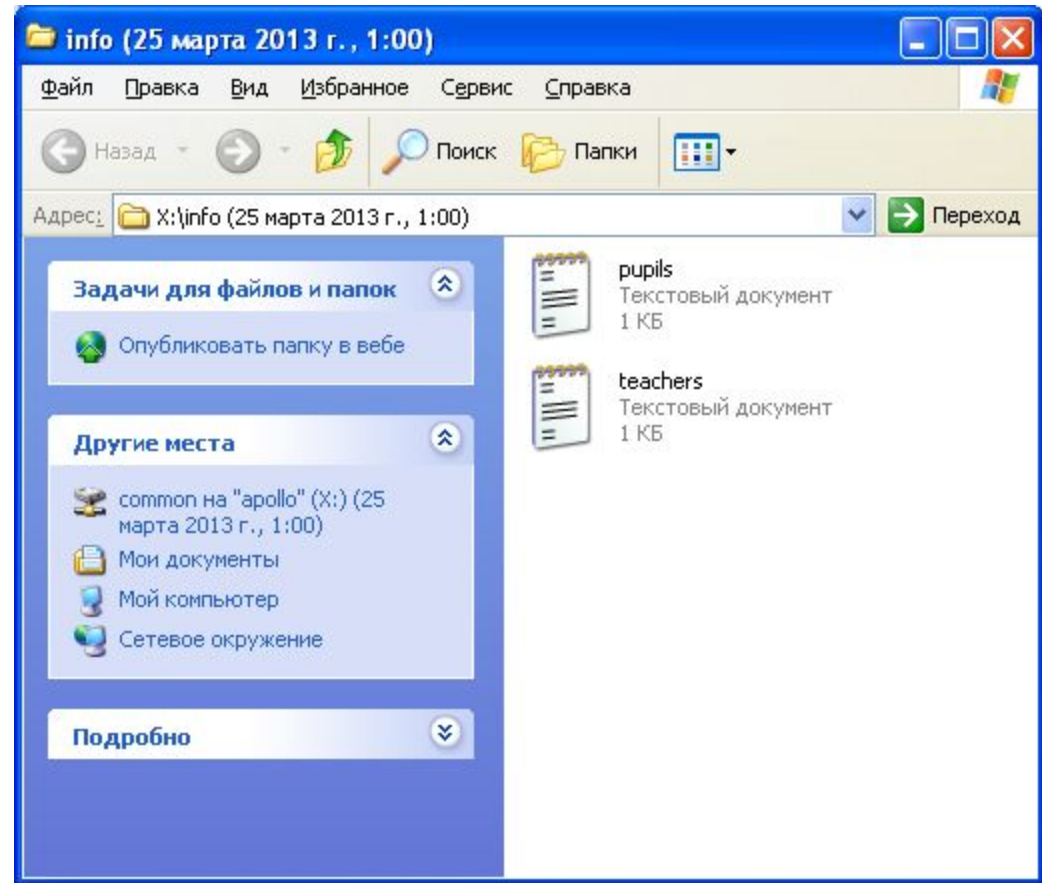 info (25 марта 2013 г., 1:00)
Файл Правка Вид Избранное Сервис Справка
Назад Поиск Папки
Адрес: X:\info (25 марта 2013 г., 1:00) Переход
Задачи для файлов и папок
Опубликовать папку в вебе
Другие места
common на "apollo" (X:) (25
марта 2013 г., 1:00)
Мои документы
Мой компьютер
Сетевое окружение
Подробно
pupils
Текстовый документ
1 КБ
teachers
Текстовый документ
1 КБ